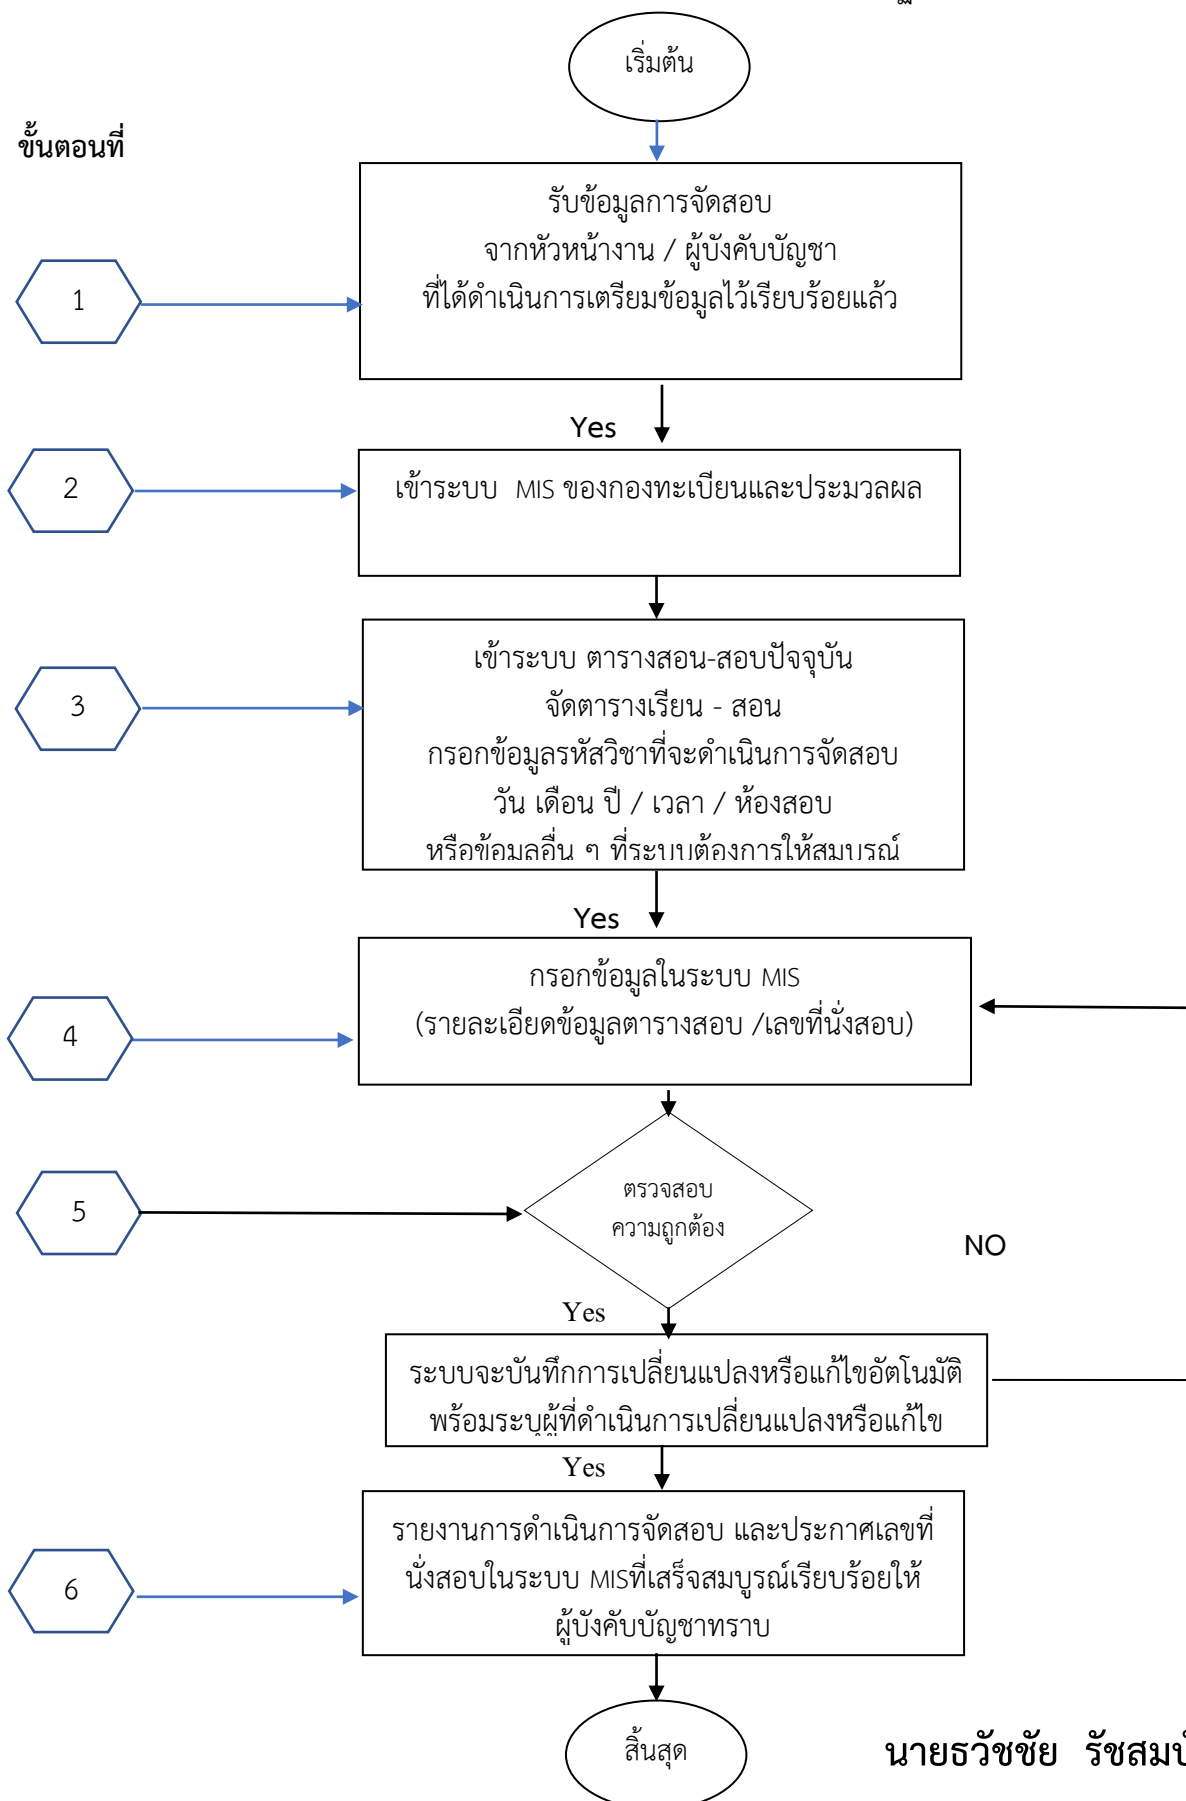 เริ่มต้น
ขั้นตอนที่
รับข้อมูลการจัดสอบ
จากหัวหน้างาน / ผู้บังคับบัญชา
ที่ได้ดำเนินการเตรียมข้อมูลไว้เรียบร้อยแล้ว
1
Yes
2
เข้าระบบ MIS ของกองทะเบียนและประมวลผล
3
เข้าระบบ ตารางสอน-สอบปัจจุบัน
จัดตารางเรียน - สอน
กรอกข้อมูลรหัสวิชาที่จะดำเนินการจัดสอบ
วัน เดือน ปี / เวลา / ห้องสอบ
หรือข้อมูลอื่น ๆ ที่ระบบต้องการให้สมบูรณ์
Yes
กรอกข้อมูลในระบบ MIS
(รายละเอียดข้อมูลตารางสอบ /เลขที่นั่งสอบ)
4
5
ตรวจสอบ
ความถูกต้อง
NO
Yes
ระบบจะบันทึกการเปลี่ยนแปลงหรือแก้ไขอัตโนมัติ
พร้อมระบุผู้ที่ดำเนินการเปลี่ยนแปลงหรือแก้ไข
Yes
รายงานการดำเนินการจัดสอบ และประกาศเลขที่
นั่งสอบในระบบ MISที่เสร็จสมบูรณ์เรียบร้อยให้
ผู้บังคับบัญชาทราบ
6
สิ้นสุด
นายธวัชชัย